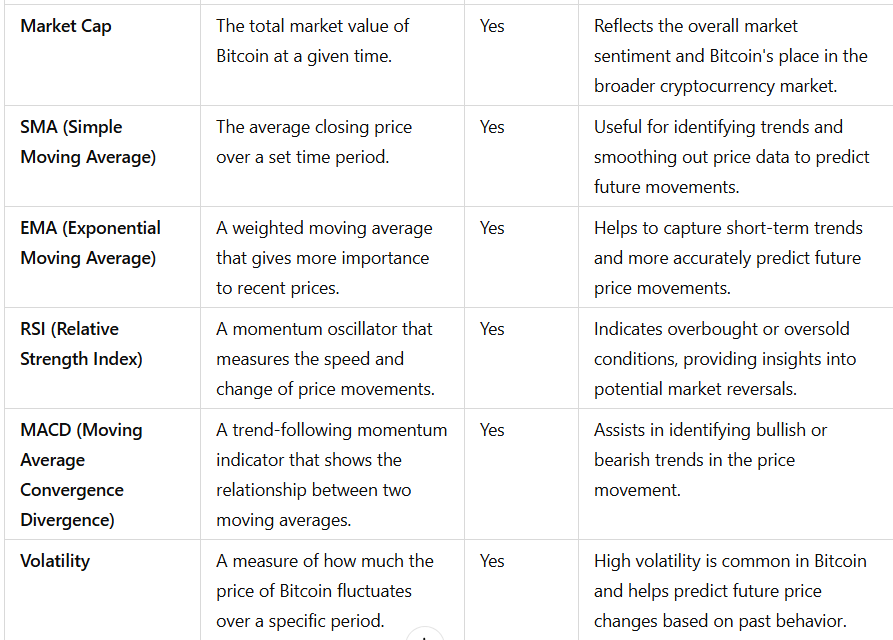 Market Cap
The total market value of
Bitcoin at a given time.
Yes
Reflects the overall market
sentiment and Bitcoin's place in the
broader cryptocurrency market.
SMA (Simple
Moving Average)
The average closing price
over a set time period.
Yes
Useful for identifying trends and
smoothing out price data to predict
future movements.
EMA (Exponential
Moving Average)
A weighted moving average
that gives more importance
to recent prices.
Yes
Helps to capture short-term trends
and more accurately predict future
price movements.
RSI (Relative
Strength Index)
A momentum oscillator that
measures the speed and
change of price movements.
Yes
Indicates overbought or oversold
conditions, providing insights into
potential market reversals.
MACD (Moving
Average
Convergence
Divergence)
A trend-following momentum
indicator that shows the
relationship between two
moving averages.
Yes
Assists in identifying bullish or
bearish trends in the price
movement.
Volatility
A measure of how much the
price of Bitcoin fluctuates
over a specific period.
Yes
High volatility is common in Bitcoin
and helps predict future price
changes based on past behavior.